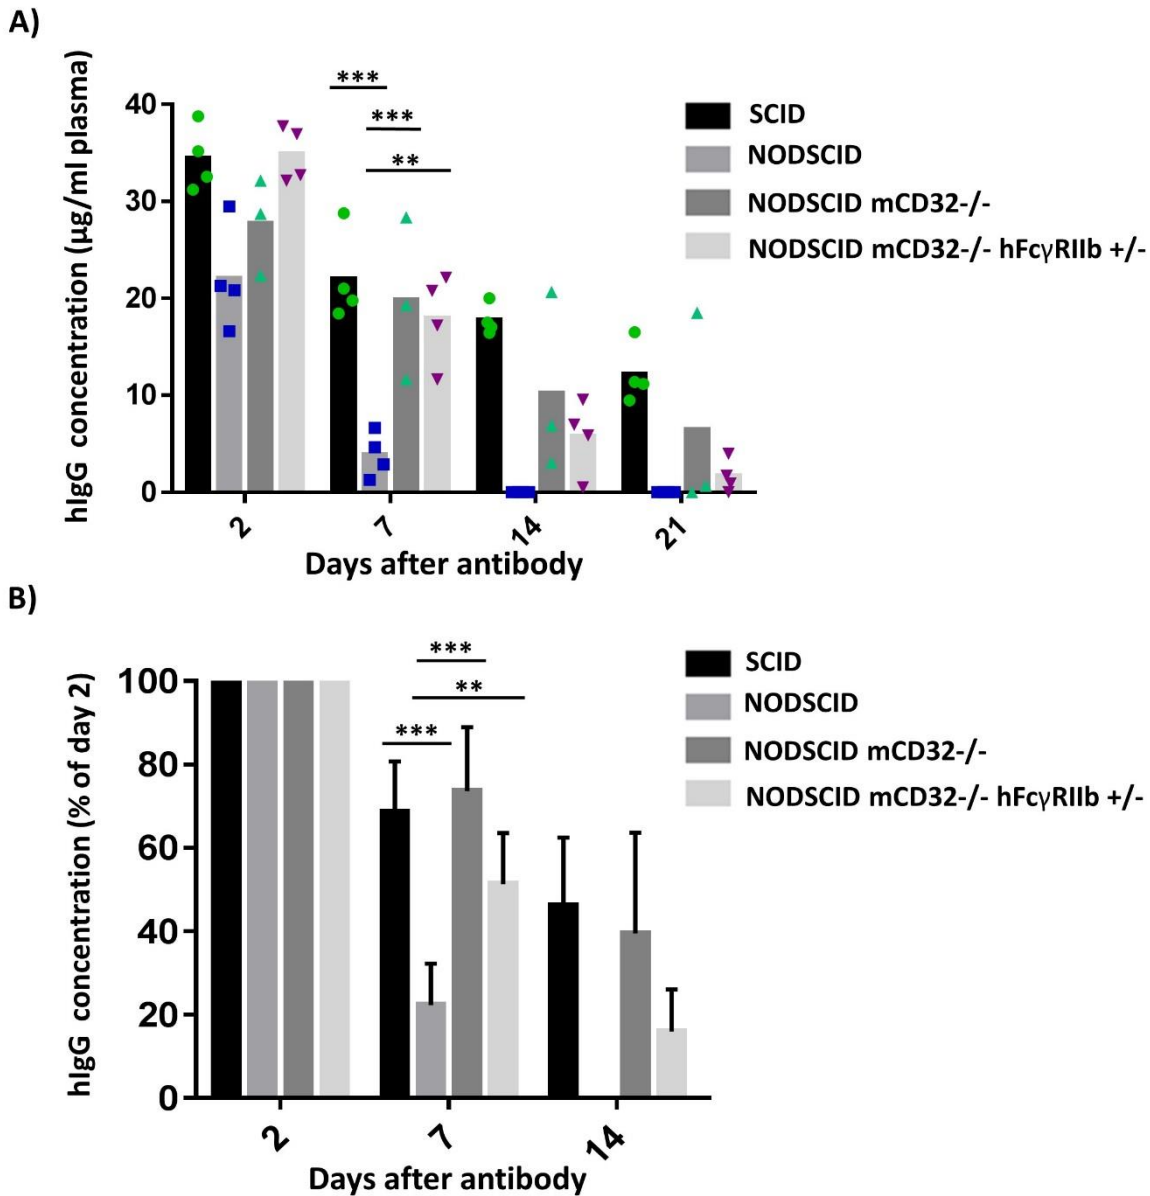 A)
hIgG concentration (µg/ml plasma)
40
30
20
10
0
***
***
**
SCID
NODSCID
NODSCID mCD32-/-
NODSCID mCD32-/- hFcγRIIb +/-
2
7
14
21
Days after antibody
B)
hIgG concentration (% of day 2)
100
80
60
40
20
0
***
**
***
SCID
NODSCID
NODSCID mCD32-/-
NODSCID mCD32-/- hFcγRIIb +/-
2
7
14
Days after antibody